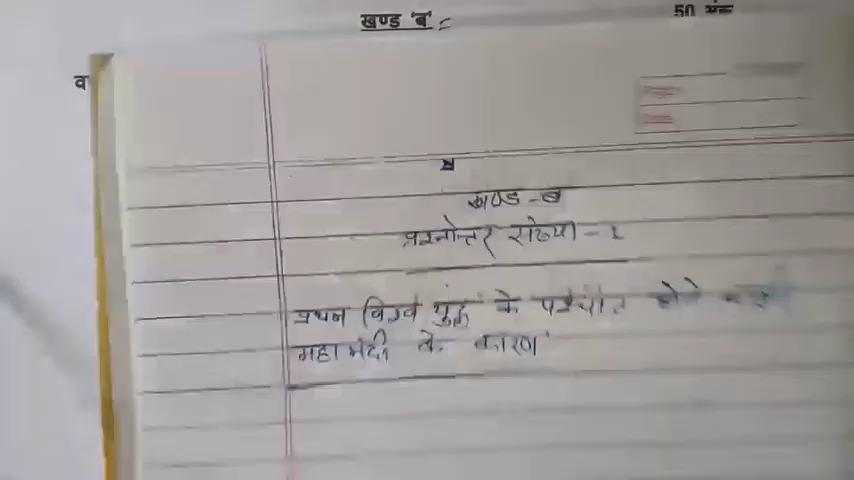 खण्ड 'ब'
50 अंक
व
खण्ड - ब
प्रश्नोत्तर संख्या - 1
प्रथम विश्व युद्ध के पश्चात होने
महामंदी के कारण